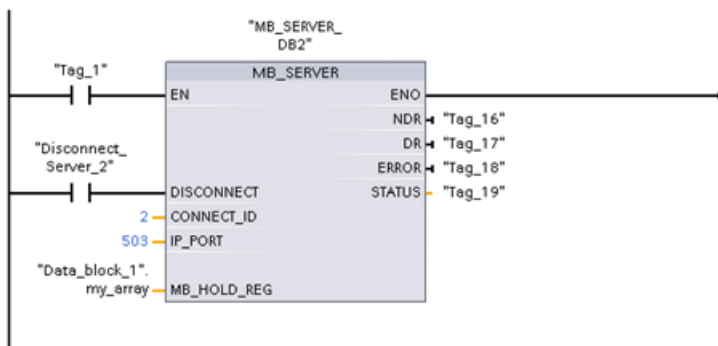 "MB_SERVER_
DB2"
"Tag_1"
MB_SERVER
EN
ENO
NDR
"Tag_16"
DR
"Tag_17"
"Disconnect_
Server_2"
ERROR
"Tag_18"
DISCONNECT
STATUS
"Tag_19"
2
CONNECT_ID
503
IP_PORT
"Data_block_1".
my_array
MB_HOLD_REG